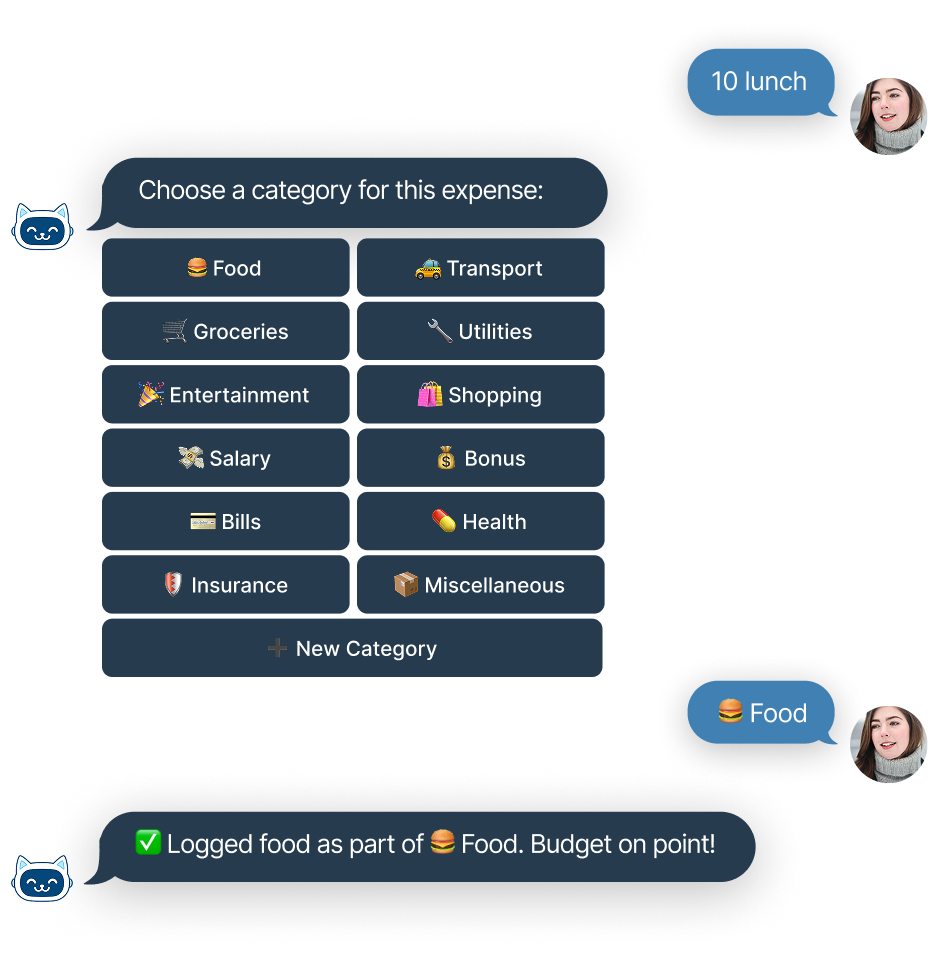 10 lunch
Choose a category for this expense:
🍔 Food
🚕 Transport
🛒 Groceries
🔧 Utilities
🎉 Entertainment
🛍️ Shopping
💸 Salary
💰 Bonus
💳 Bills
💊 Health
🛡️ Insurance
📦 Miscellaneous
➕ New Category
🍔 Food
✅ Logged food as part of 🍔 Food. Budget on point!